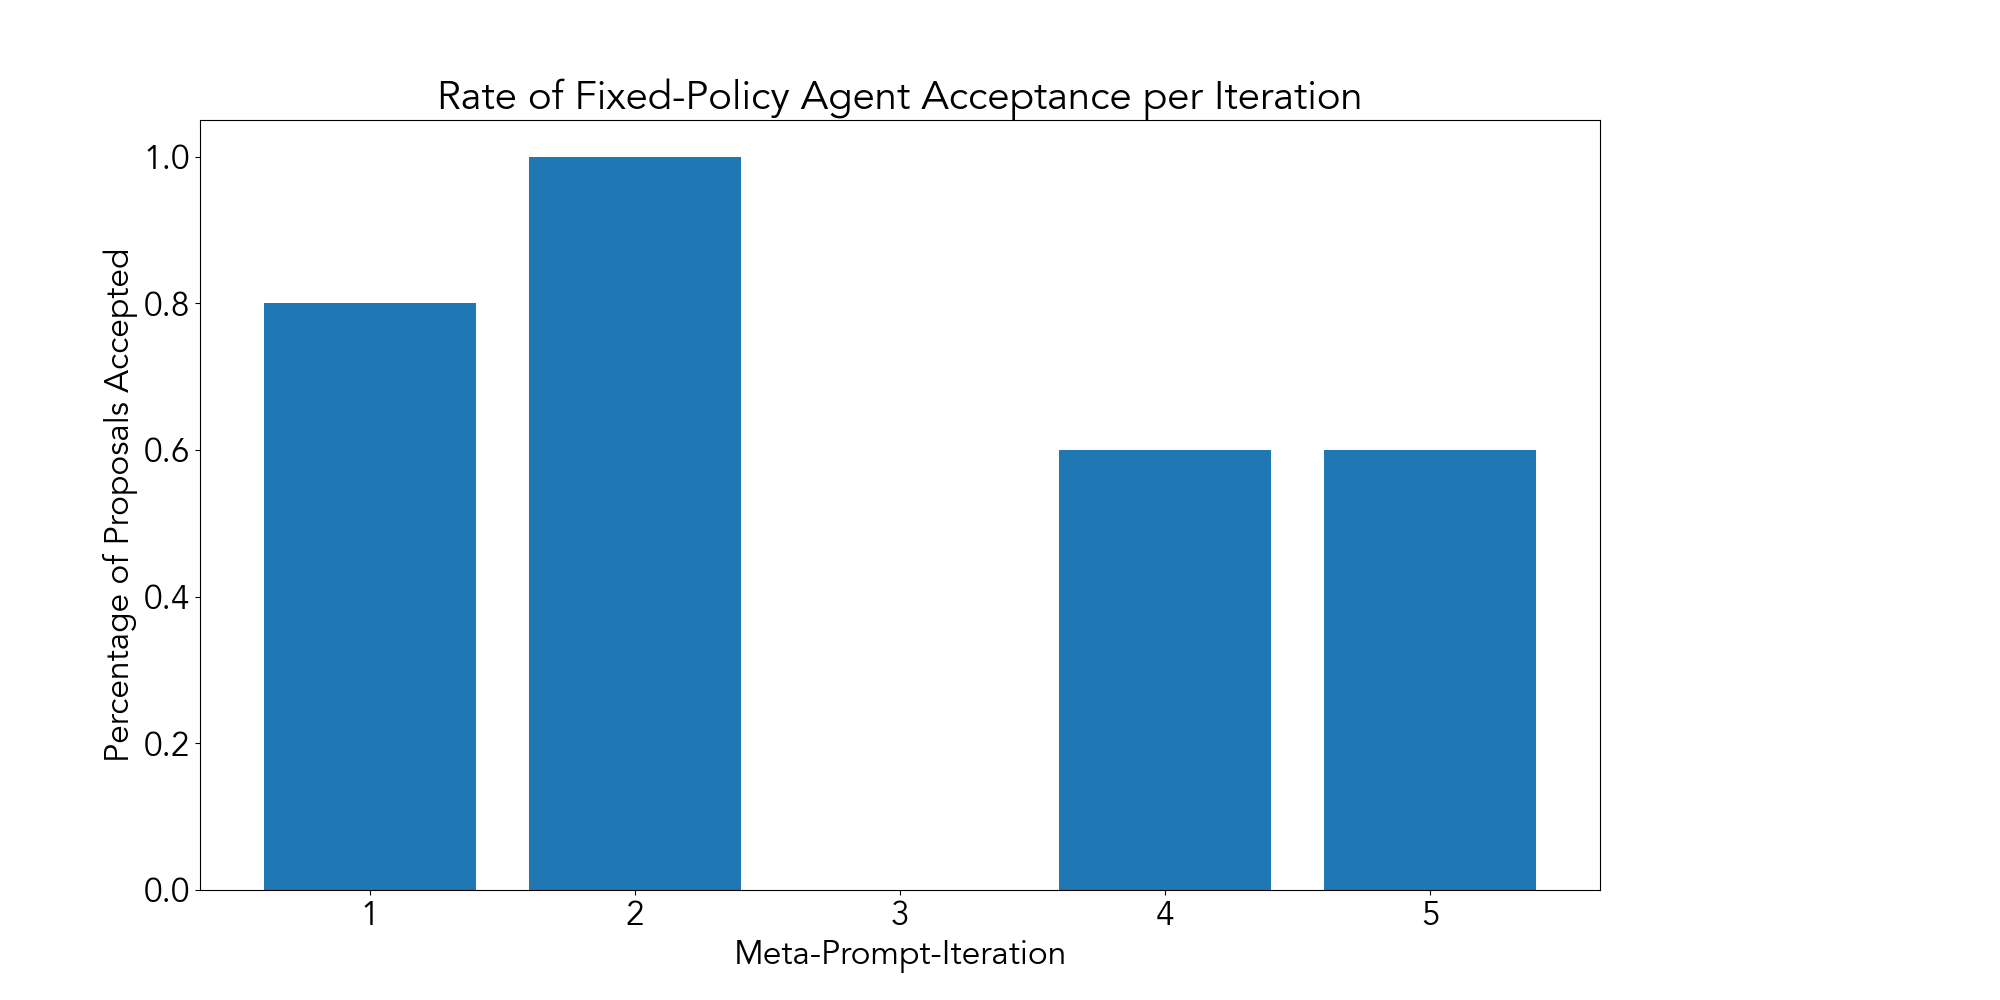 Rate of Fixed-Policy Agent Acceptance per Iteration
Percentage of Proposals Accepted
1.0
0.8
0.6
0.4
0.2
0.0
1 2 3 4 5
Meta-Prompt-Iteration